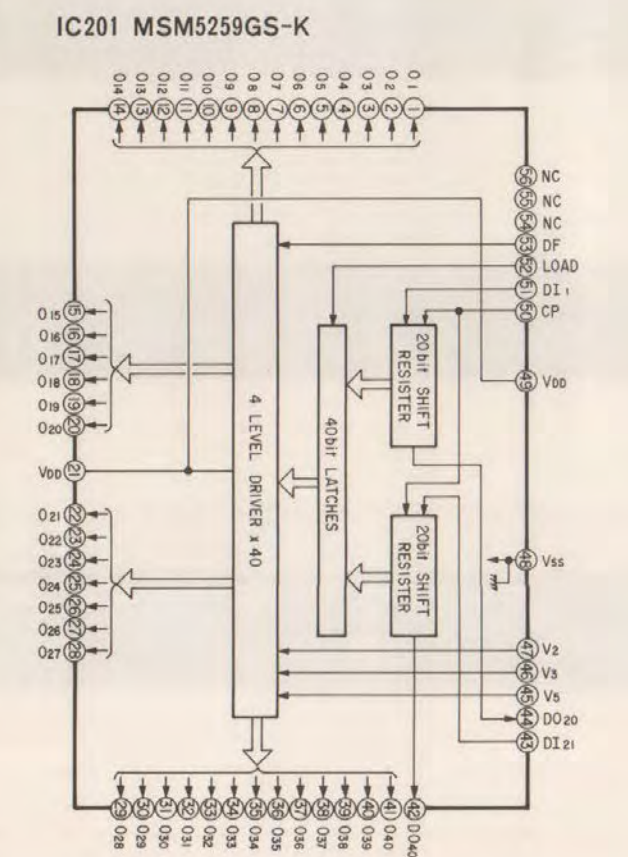 IC201 MSM5259GS-K
O14 O13 O12 O11 O10 O9 O8 O7 O6 O5 O4 O3 O2 O1
14 13 12 11 10 9 8 7 6 5 4 3 2 1
56 NC
55 NC
54 NC
53 DF
52 LOAD
51 DI1
50 CP
49 VDD
48 VSS
47 V2
46 V3
45 V5
44 DO20
43 DI21
O15 15
O16 16
O17 17
O18 18
O19 19
O20 20
VDD 21
O21 22
O22 23
O23 24
O24 25
O25 26
O26 27
O27 28
4 LEVEL DRIVER x 40
40bit LATCHES
20bit SHIFT
RESISTER
20bit SHIFT
RESISTER
29 30 31 32 33 34 35 36 37 38 39 40 41 42
O28 O29 O30 O31 O32 O33 O34 O35 O36 O37 O38 O39 O40 DO40